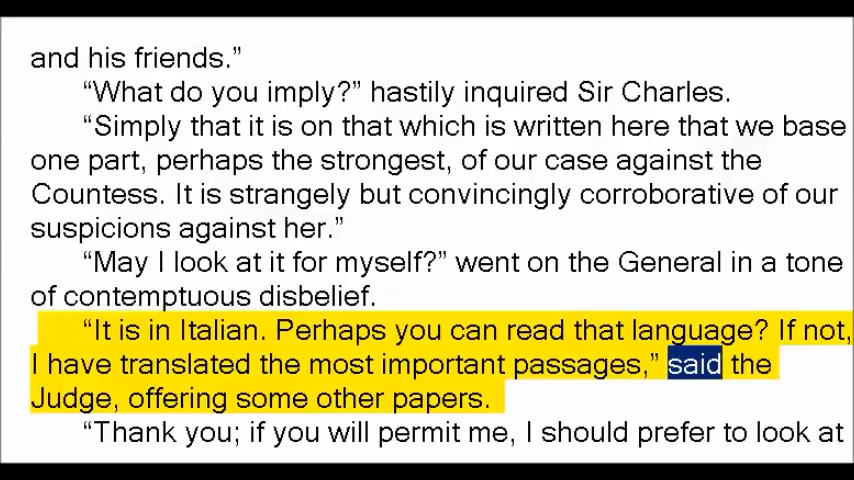 and his friends.”
“What do you imply?” hastily inquired Sir Charles.
“Simply that it is on that which is written here that we base
one part, perhaps the strongest, of our case against the
Countess. It is strangely but convincingly corroborative of our
suspicions against her.”
“May I look at it for myself?” went on the General in a tone
of contemptuous disbelief.
“It is in Italian. Perhaps you can read that language? If not,
I have translated the most important passages,” said the
Judge, offering some other papers.
“Thank you; if you will permit me, I should prefer to look at